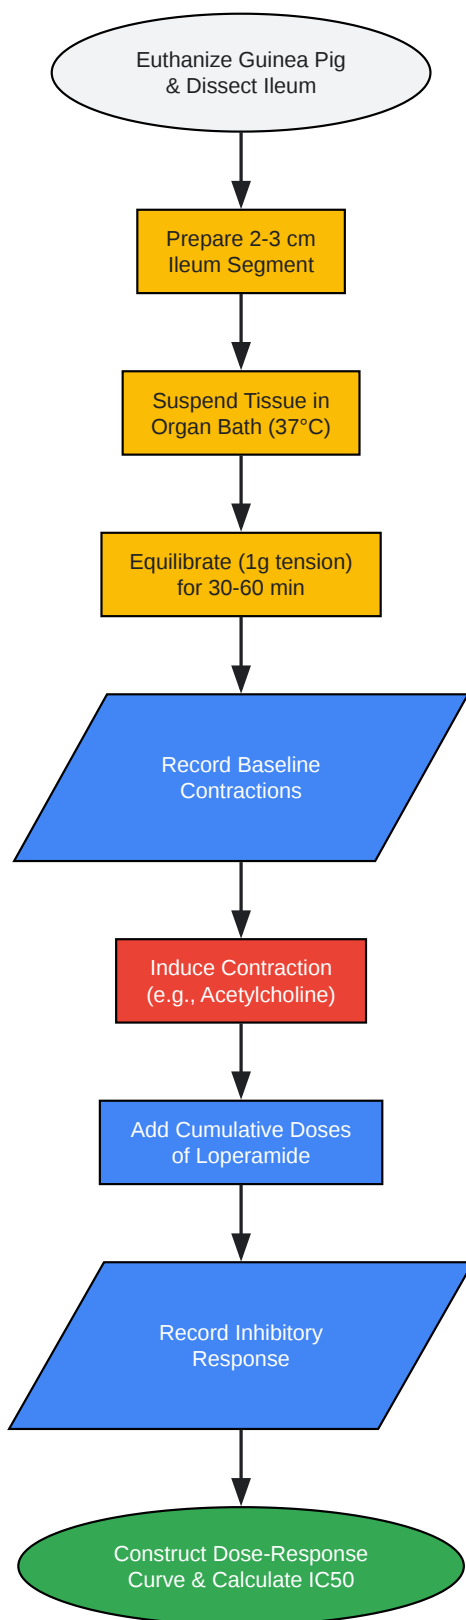 Euthanize Guinea Pig
& Dissect Ileum
Prepare 2-3 cm
Ileum Segment
Suspend Tissue in
Organ Bath (37°C)
Equilibrate (1g tension)
for 30-60 min
Record Baseline
Contractions
Induce Contraction
(e.g., Acetylcholine)
Add Cumulative Doses
of Loperamide
Record Inhibitory
Response
Construct Dose-Response
Curve & Calculate IC50